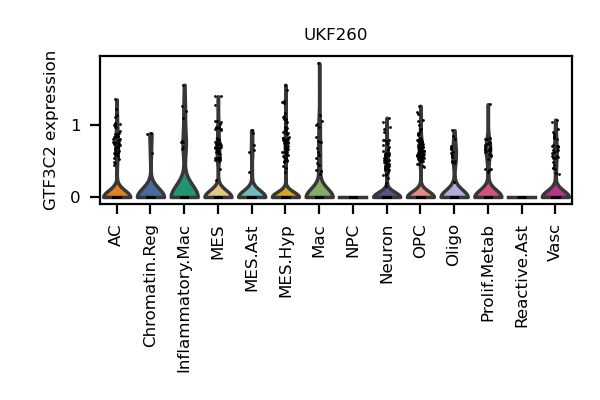 UKF260
GTF3C2 expression
1
0
AC
Chromatin.Reg
Inflammatory.Mac
MES
MES.Ast
MES.Hyp
Mac
NPC
Neuron
OPC
Oligo
Prolif.Metab
Reactive.Ast
Vasc